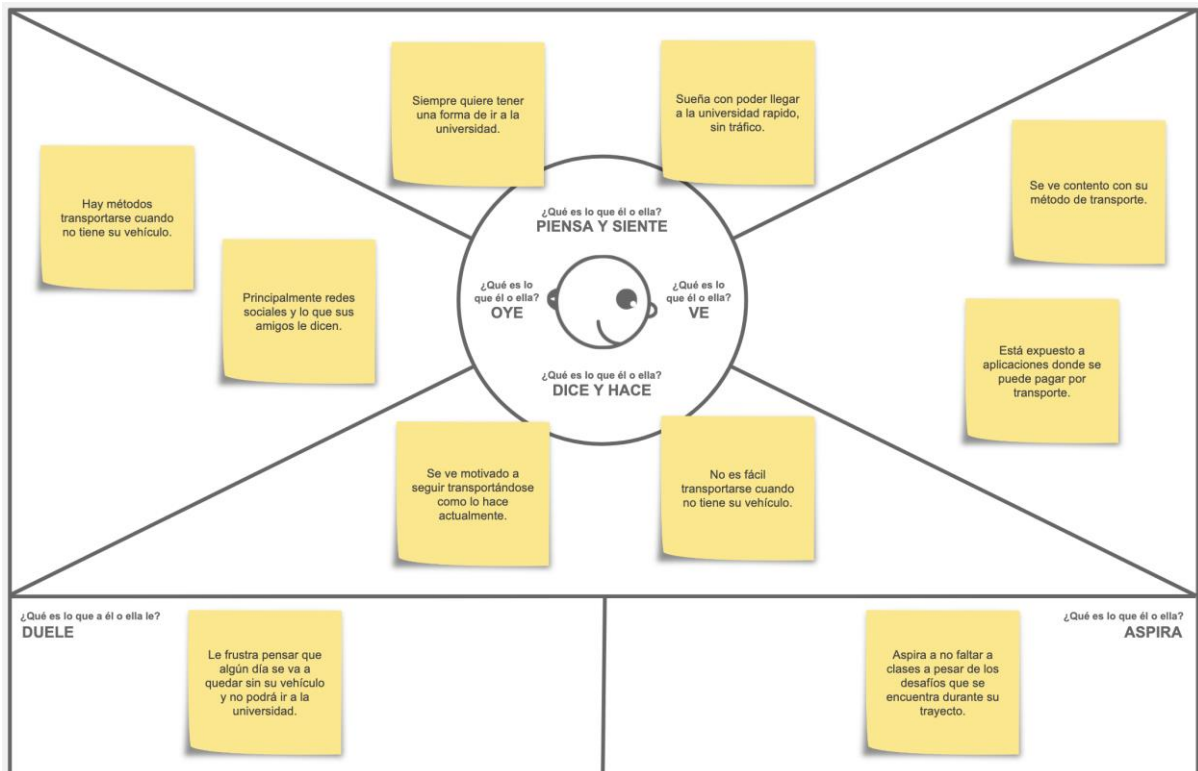 Siempre quiere tener
una forma de ir a la
universidad.
Sueña con poder llegar
a la universidad rapido,
sin tráfico.
Hay métodos
transportarse cuando
no tiene su vehículo.
Principalmente redes
sociales y lo que sus
amigos le dicen.
¿Qué es lo que él o ella?
PIENSA Y SIENTE
¿Qué es lo
que él o ella?
OYE
¿Qué es lo
que él o ella?
VE
¿Qué es lo que él o ella?
DICE Y HACE
Se ve contento con su
método de transporte.
Está expuesto a
aplicaciones donde se
puede pagar por
transporte.
Se ve motivado a
seguir transportándose
como lo hace
actualmente.
No es fácil
transportarse cuando
no tiene su vehículo.
¿Qué es lo que a él o ella le?
DUELE
Le frustra pensar que
algún día se va a
quedar sin su vehículo
y no podrá ir a la
universidad.
¿Qué es lo que él o ella?
ASPIRA
Aspira a no faltar a
clases a pesar de los
desafíos que se
encuentra durante su
trayecto.